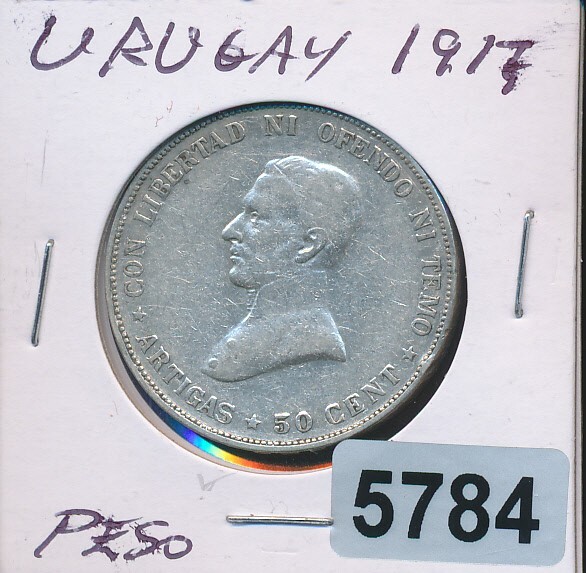 URUGAY 1917
CON LIBERTAD NI OFENDO NI TEMO
ARTIGAS ★ 50 CENT ★
PESO
5784